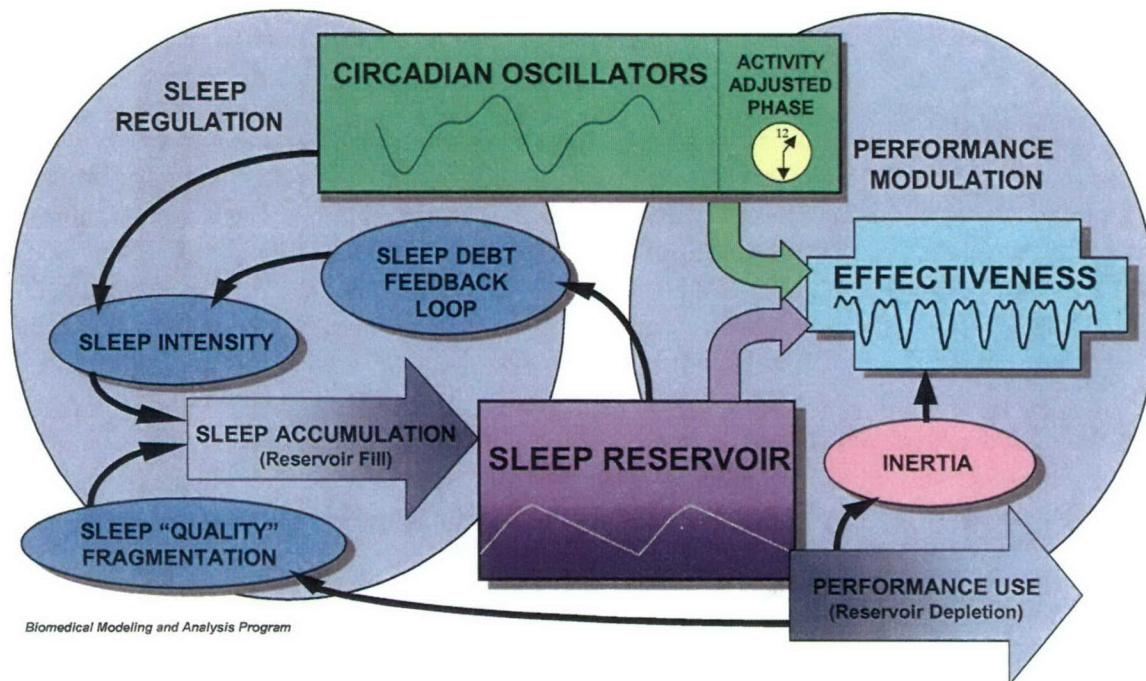 CIRCADIAN OSCILLATORS
ACTIVITY
ADJUSTED
PHASE
12
SLEEP
REGULATION
PERFORMANCE
MODULATION
SLEEP DEBT
FEEDBACK
LOOP
EFFECTIVENESS
SLEEP INTENSITY
SLEEP ACCUMULATION
(Reservoir Fill)
SLEEP RESERVOIR
INERTIA
SLEEP “QUALITY”
FRAGMENTATION
PERFORMANCE USE
(Reservoir Depletion)
Biomedical Modeling and Analysis Program